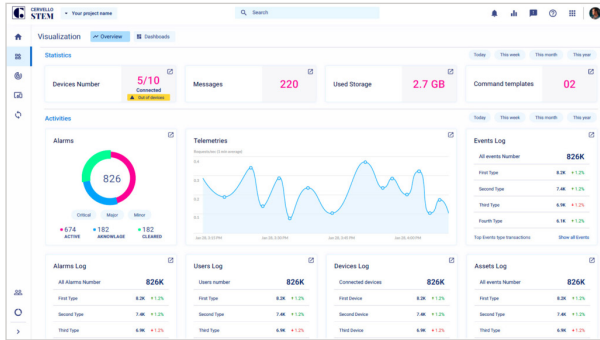 CERVELLO
STEM
Your project name
Search
Visualization
Overview
Dashboads
Statistics
Today This week This month This year
Devices Number
5/10
Connected
Out of devices
Messages
220
Used Storage
2.7 GB
Command templates
02
Activities
Today This week This month This year
Alarms
826
Critical Major Minor
674 182 182
ACTIVE AKNOWLAGE CLEARED
Telemetries
Events Log
All events Number 826K
First Type 8.2K +1.2%
Second Type 7.4K +1.2%
Third Type 6.9K +1.2%
Fourth Type 6.1K +1.2%
Top Events type transactions Show all Events
Alarms Log
All Alarms Number 826K
First Type 8.2K +1.2%
Second Type 7.4K +1.2%
Third Type 6.9K +1.2%
Users Log
Users number 826K
First Type 8.2K +1.2%
Second Type 7.4K +1.2%
Third Type 6.9K +1.2%
Devices Log
Connected devices 826K
First Device 8.2K +1.2%
Second Device 7.4K +1.2%
Third Device 6.9K +1.2%
Assets Log
All events Number 826K
First Type 8.2K +1.2%
Second Type 7.4K +1.2%
Third Type 6.9K +1.2%